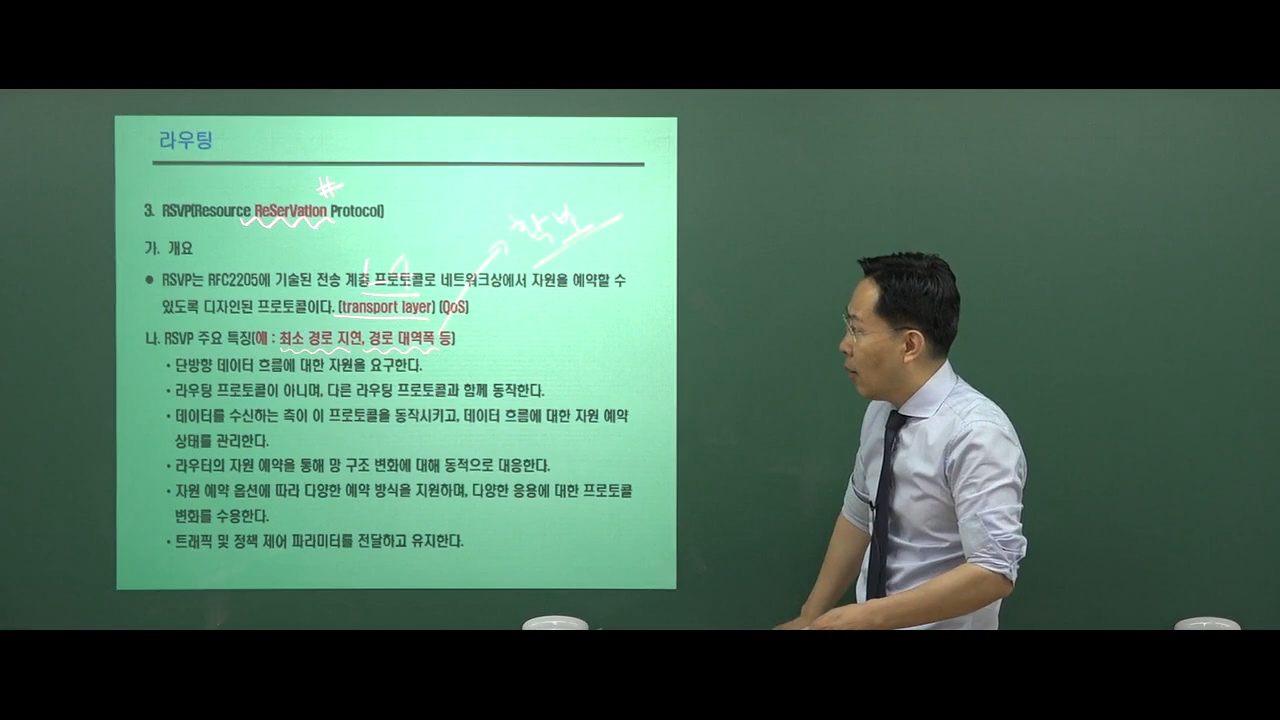 라우팅
#
3. RSVP(Resource ReSerVation Protocol)
확보
가. 개요
● RSVP는 RFC2205에 기술된 전송 계층 프로토콜로 네트워크상에서 자원을 예약할 수
있도록 디자인된 프로토콜이다. (transport layer) (QoS)
나. RSVP 주요 특징(예 : 최소 경로 지연, 경로 대역폭 등)
• 단방향 데이터 흐름에 대한 자원을 요구한다.
• 라우팅 프로토콜이 아니며, 다른 라우팅 프로토콜과 함께 동작한다.
• 데이터를 수신하는 측이 이 프로토콜을 동작시키고, 데이터 흐름에 대한 자원 예약
상태를 관리한다.
• 라우터의 자원 예약을 통해 망 구조 변화에 대해 동적으로 대응한다.
• 자원 예약 옵션에 따라 다양한 예약 방식을 지원하며, 다양한 응용에 대한 프로토콜
변화를 수용한다.
• 트래픽 및 정책 제어 파라미터를 전달하고 유지한다.